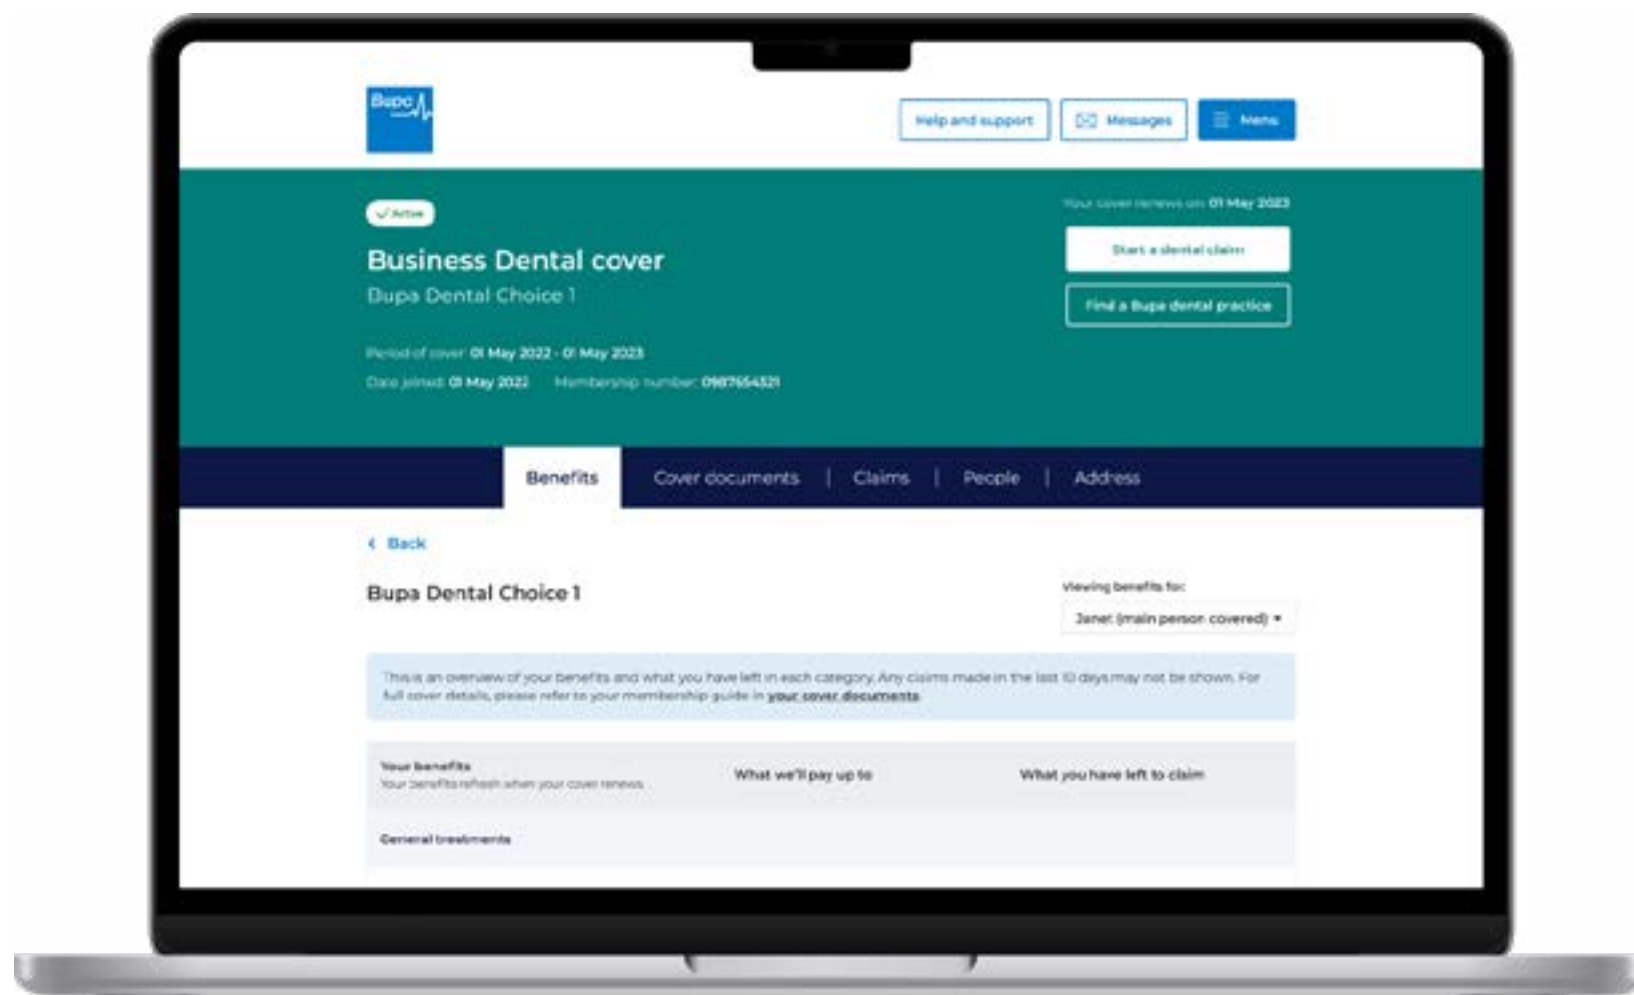 Bupa
Help and support
Messages
Menu
Active
Your cover renews on: 01 May 2023
Business Dental cover
Start a dental claim
Bupa Dental Choice 1
Find a Bupa dental practice
Period of cover: 01 May 2022 - 01 May 2023
Date joined: 01 May 2022 Membership number: 0987654321
Benefits
Cover documents | Claims | People | Address
Back
Bupa Dental Choice 1
Viewing benefits for:
Janet (main person covered)
This is an overview of your benefits and what you have left in each category. Any claims made in the last 10 days may not be shown. For
full cover details, please refer to your membership guide in your cover documents.
Your benefits
Your benefits refresh when your cover renews.
What we'll pay up to
What you have left to claim
General treatments